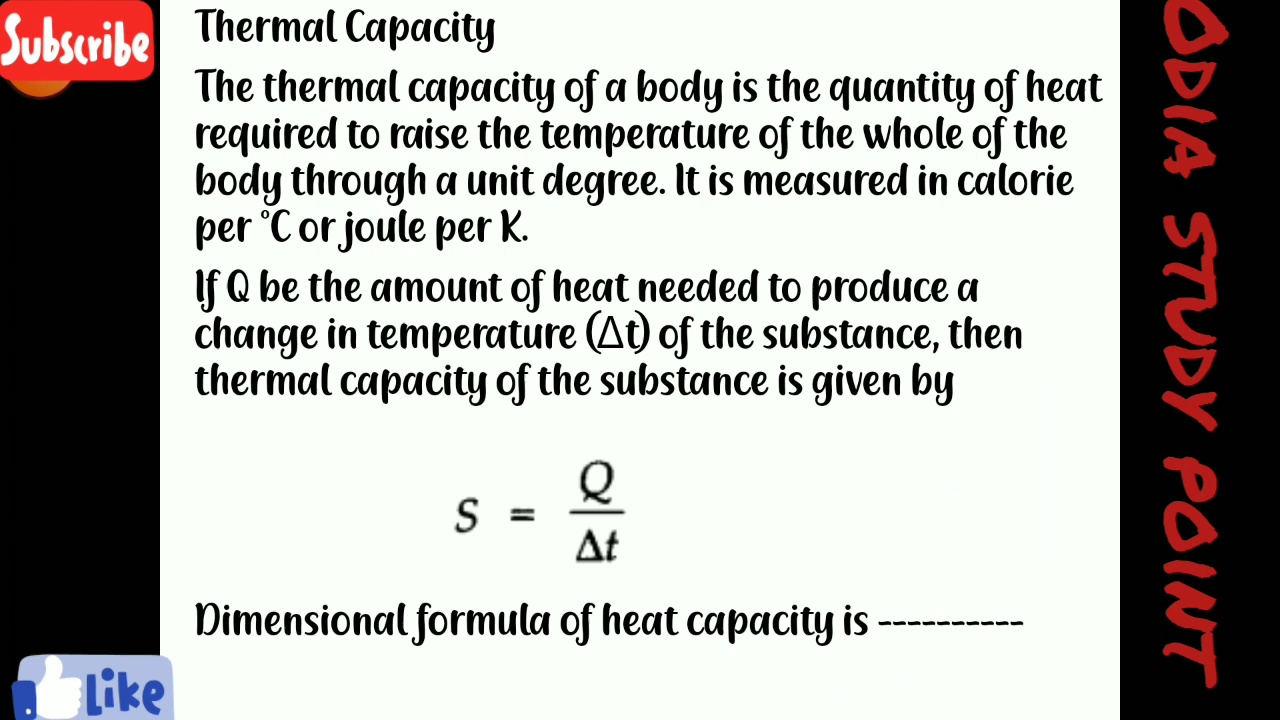 Subscribe
Thermal Capacity
The thermal capacity of a body is the quantity of heat
required to raise the temperature of the whole of the
body through a unit degree. It is measured in calorie
per °C or joule per K.
If Q be the amount of heat needed to produce a
change in temperature (Δt) of the substance, then
thermal capacity of the substance is given by
S = Q
Δt
Dimensional formula of heat capacity is ----------
LIKE
ODIA STUDY POINT